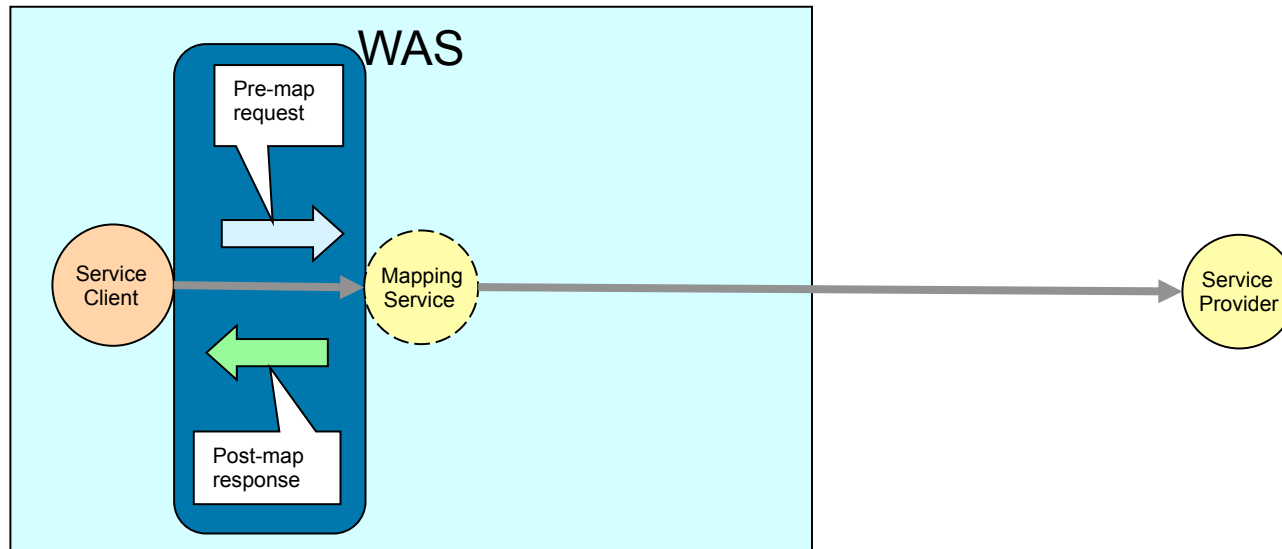 WAS
Pre-map
request
Service
Client
Mapping
Service
Service
Provider
Post-map
response